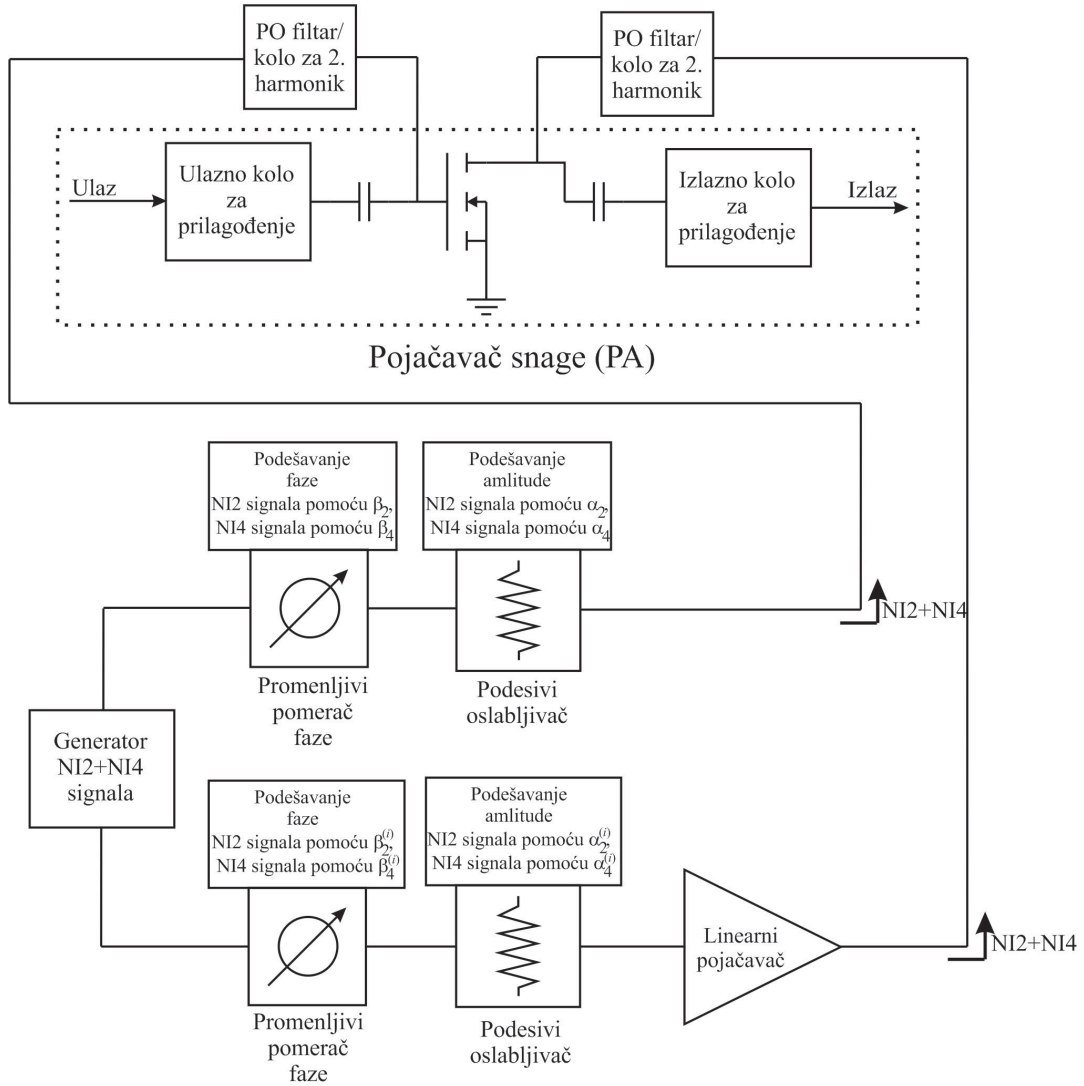 PO filtar/
kolo za 2.
harmonik
PO filtar/
kolo za 2.
harmonik
Ulaz
Ulazno kolo
za
prilagođenje
Izlazno kolo
za
prilagođenje
Izlaz
Pojačavač snage (PA)
Podešavanje
faze
NI2 signala pomoću β₂,
NI4 signala pomoću β₄
Podešavanje
amlitude
NI2 signala pomoću α₂,
NI4 signala pomoću α₄
NI2+NI4
Promenljivi
pomerač
faze
Podesivi
oslabljivač
Generator
NI2+NI4
signala
Podešavanje
faze
NI2 signala pomoću β₂⁽ⁱ⁾,
NI4 signala pomoću β₄⁽ⁱ⁾
Podešavanje
amlitude
NI2 signala pomoću α₂⁽ⁱ⁾,
NI4 signala pomoću α₄⁽ⁱ⁾
Linearni
pojačavač
NI2+NI4
Promenljivi
pomerač
faze
Podesivi
oslabljivač